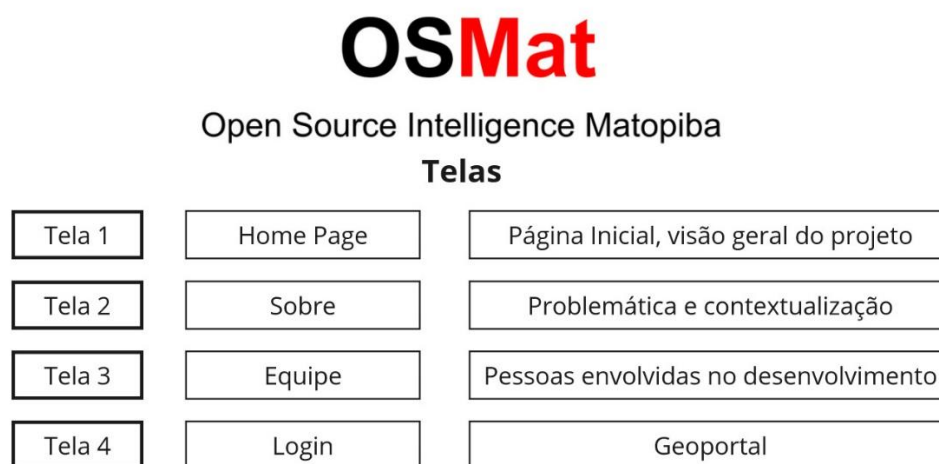 OSMat
Open Source Intelligence Matopiba
Telas
Tela 1 Home Page Página Inicial, visão geral do projeto
Tela 2 Sobre Problemática e contextualização
Tela 3 Equipe Pessoas envolvidas no desenvolvimento
Tela 4 Login Geoportal